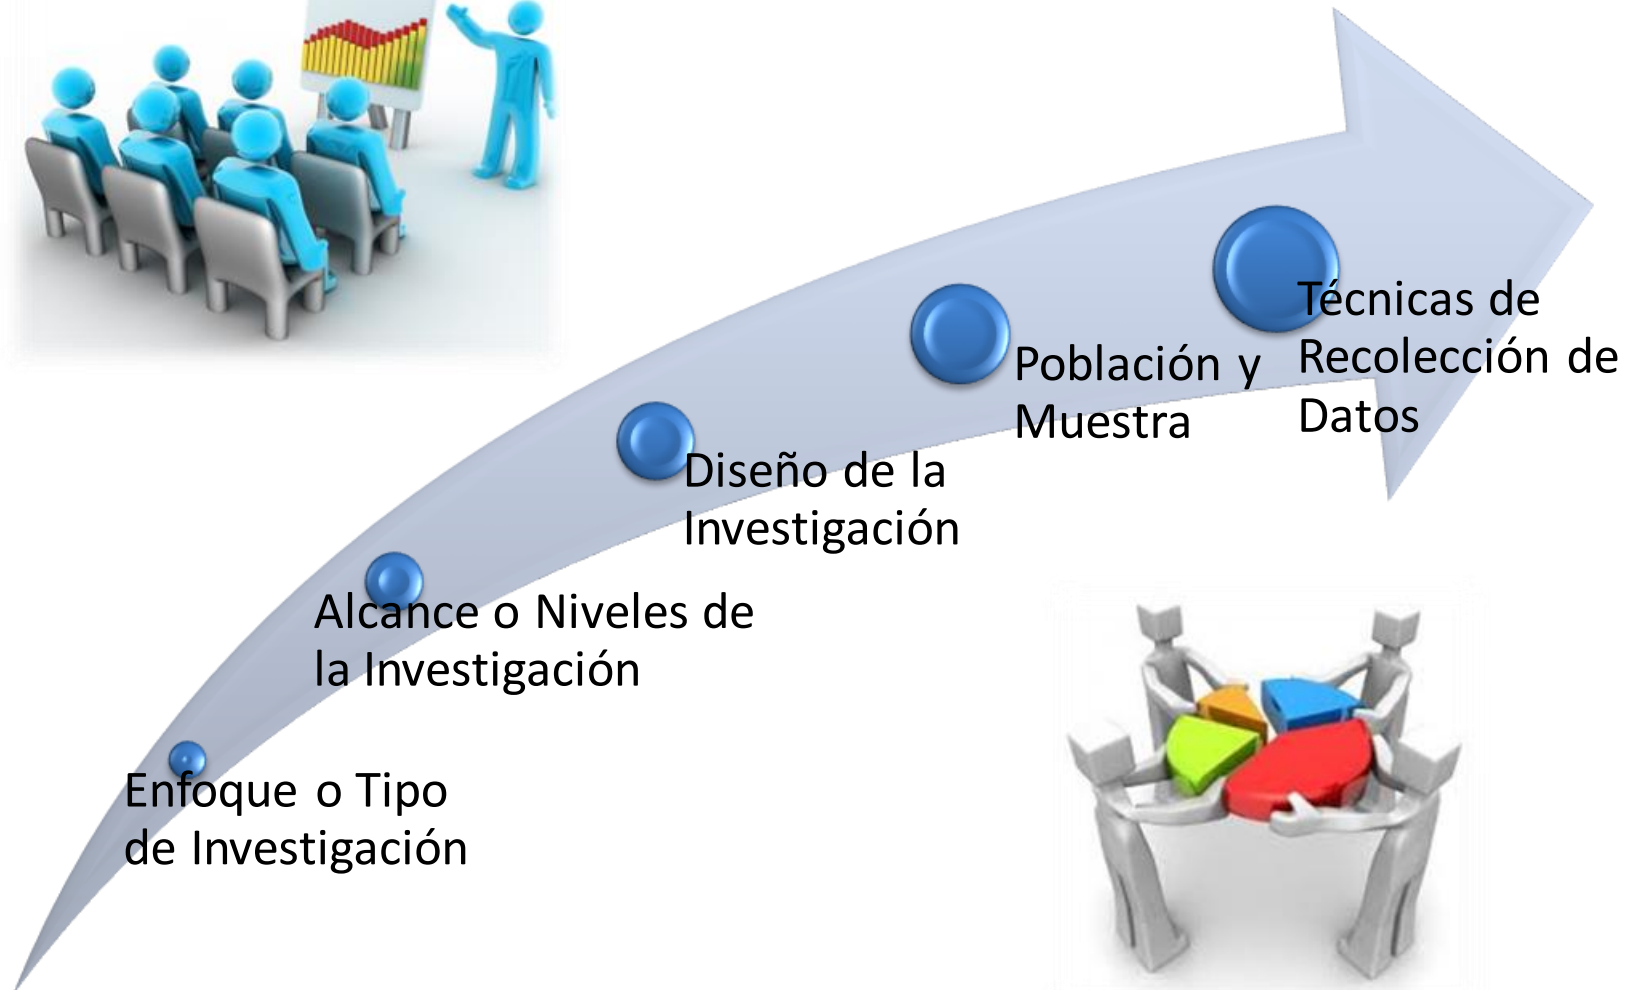 Enfoque o Tipo
de Investigación
Alcance o Niveles de
la Investigación
Diseño de la
Investigación
Población y
Muestra
Técnicas de
Recolección de
Datos